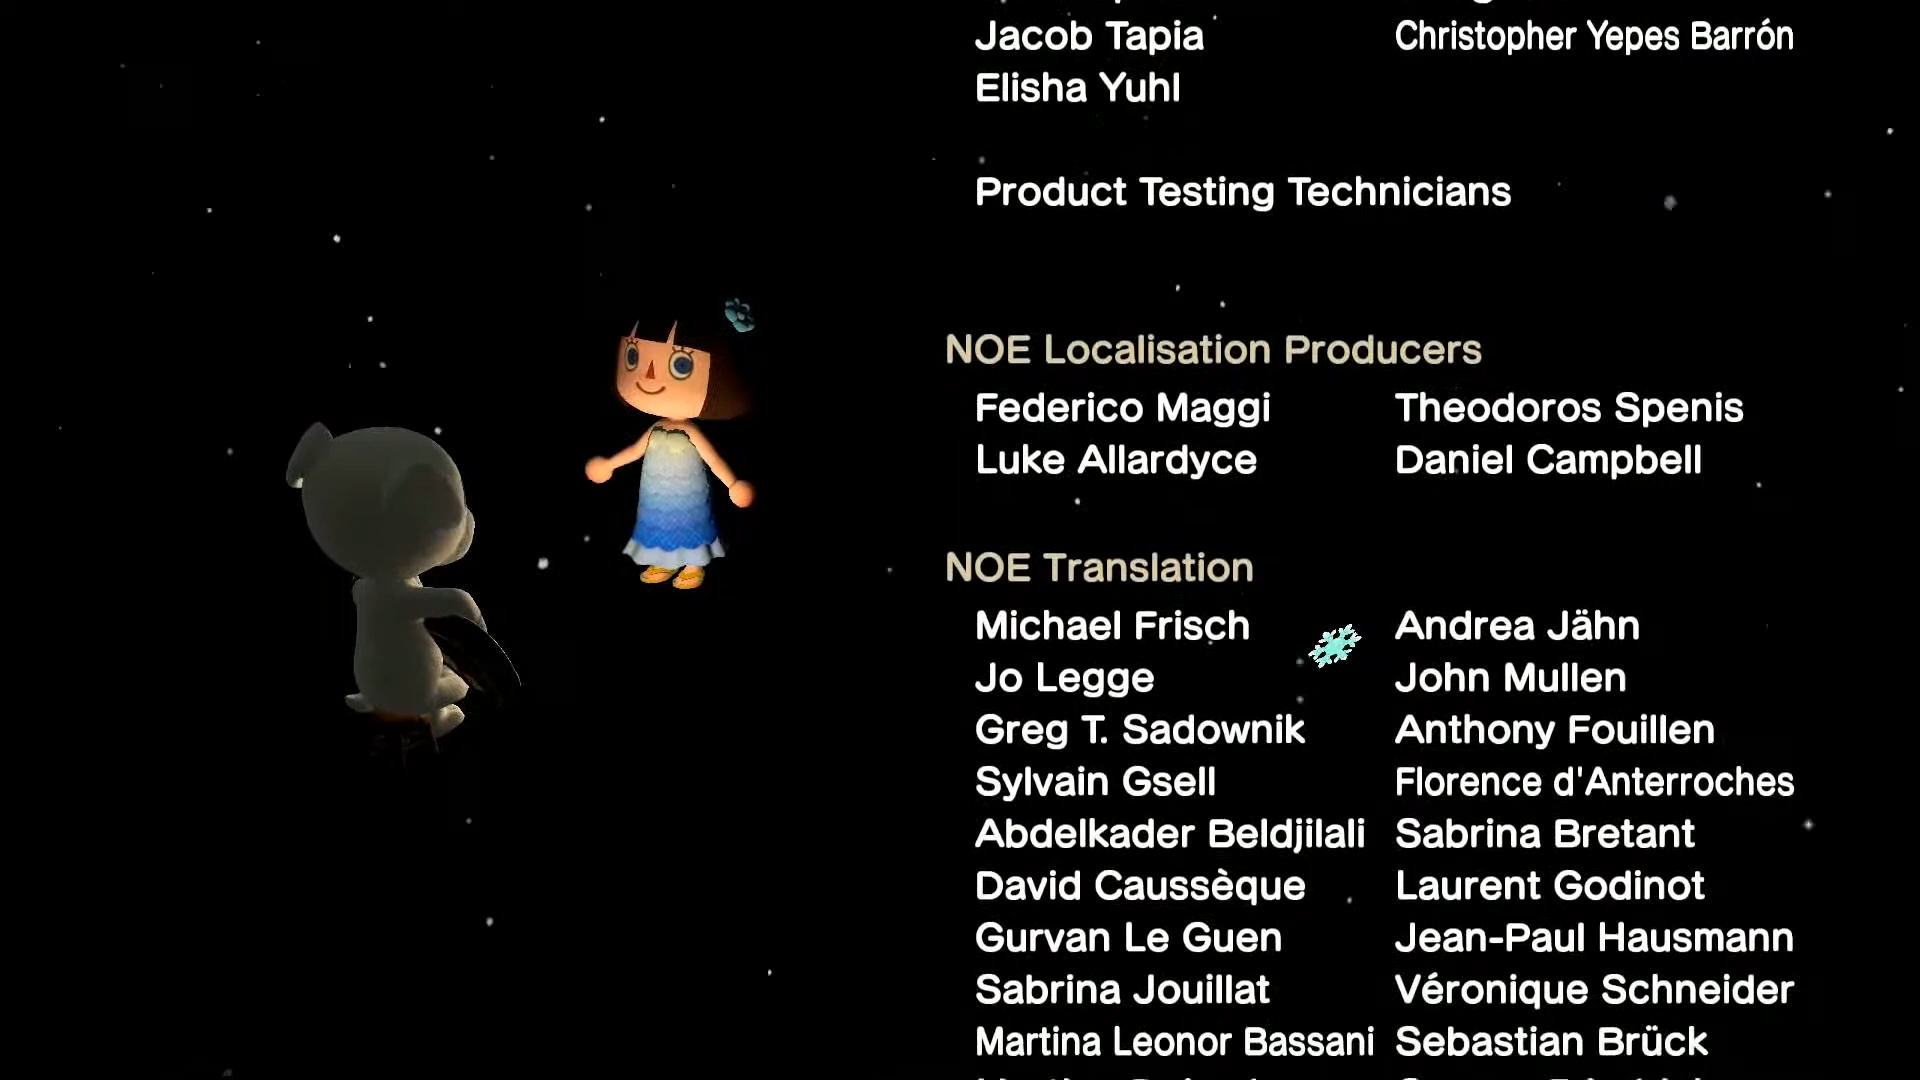 Jacob Tapia Christopher Yepes Barrón
Elisha Yuhl
Product Testing Technicians
NOE Localisation Producers
Federico Maggi Theodoros Spenis
Luke Allardyce Daniel Campbell
NOE Translation
Michael Frisch Andrea Jähn
Jo Legge John Mullen
Greg T. Sadownik Anthony Fouillen
Sylvain Gsell Florence d'Anterroches
Abdelkader Beldjilali Sabrina Bretant
David Caussèque Laurent Godinot
Gurvan Le Guen Jean-Paul Hausmann
Sabrina Jouillat Véronique Schneider
Martina Leonor Bassani Sebastian Brück